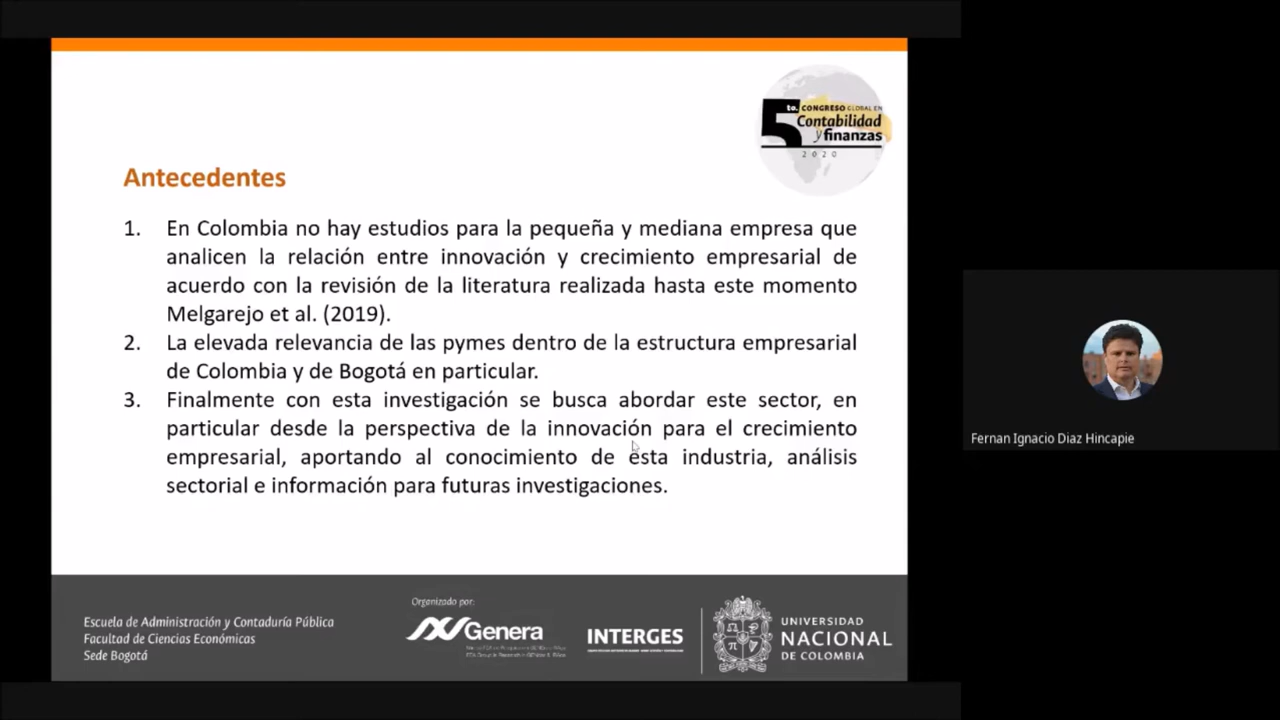 5to. CONGRESO GLOBAL EN
Contabilidad
y finanzas
2020
Antecedentes
1. En Colombia no hay estudios para la pequeña y mediana empresa que
analicen la relación entre innovación y crecimiento empresarial de
acuerdo con la revisión de la literatura realizada hasta este momento
Melgarejo et al. (2019).
2. La elevada relevancia de las pymes dentro de la estructura empresarial
de Colombia y de Bogotá en particular.
3. Finalmente con esta investigación se busca abordar este sector, en
particular desde la perspectiva de la innovación para el crecimiento
empresarial, aportando al conocimiento de esta industria, análisis
sectorial e información para futuras investigaciones.
Fernan Ignacio Diaz Hincapie
Escuela de Administración y Contaduría Pública
Facultad de Ciencias Económicas
Sede Bogotá
Organizado por:
Genera
INTERGES
UNIVERSIDAD
NACIONAL
DE COLOMBIA